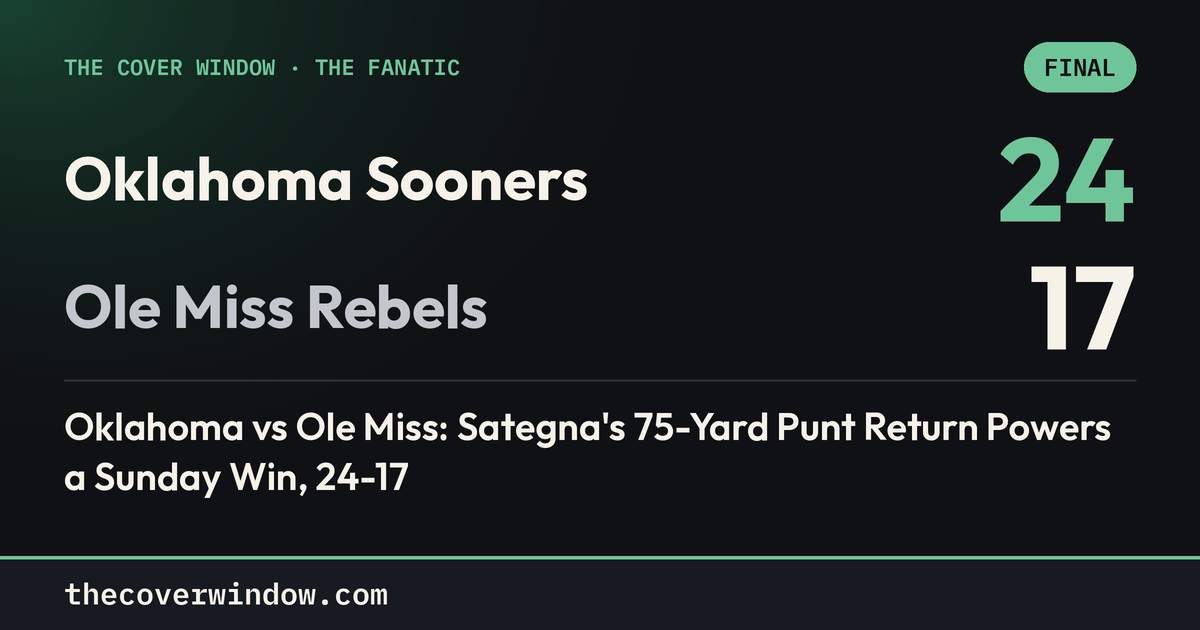 THE COVER WINDOW · THE FANATIC
FINAL
Oklahoma Sooners
24
Ole Miss Rebels
17
Oklahoma vs Ole Miss: Sategna's 75-Yard Punt Return Powers
a Sunday Win, 24-17
thecoverwindow.com